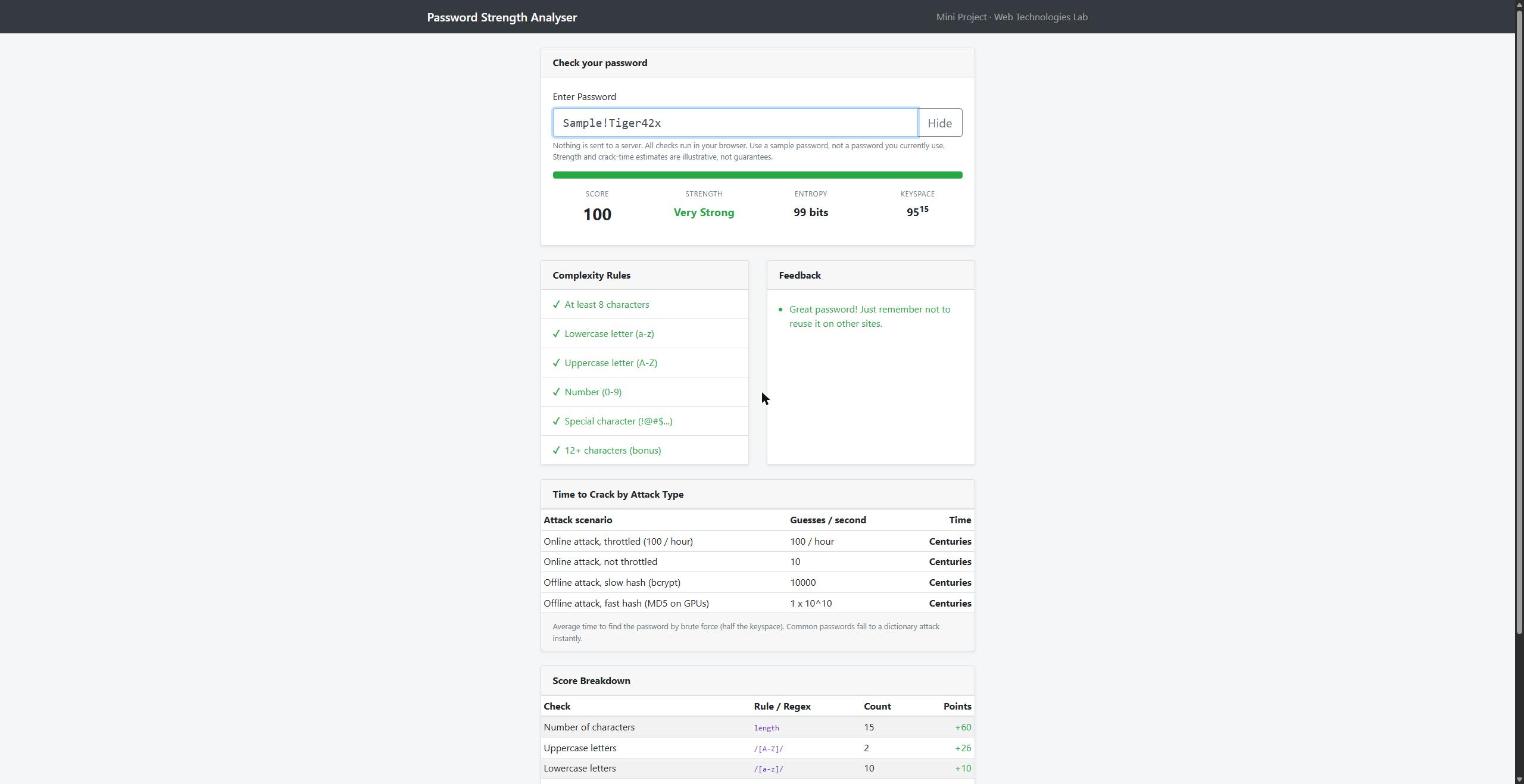 Password Strength Analyser
Mini Project · Web Technologies Lab
Check your password
Enter Password
Sample!Tiger42x
Hide
Nothing is sent to a server. All checks run in your browser. Use a sample password, not a password you currently use.
Strength and crack-time estimates are illustrative, not guarantees.
SCORE STRENGTH ENTROPY KEYSPACE
100 Very Strong 99 bits 95¹⁵
Complexity Rules
✓ At least 8 characters
✓ Lowercase letter (a-z)
✓ Uppercase letter (A-Z)
✓ Number (0-9)
✓ Special character (!@#$...)
✓ 12+ characters (bonus)
Feedback
• Great password! Just remember not to
reuse it on other sites.
Time to Crack by Attack Type
Attack scenario Guesses / second Time
Online attack, throttled (100 / hour) 100 / hour Centuries
Online attack, not throttled 10 Centuries
Offline attack, slow hash (bcrypt) 10000 Centuries
Offline attack, fast hash (MD5 on GPUs) 1 x 10^10 Centuries
Average time to find the password by brute force (half the keyspace). Common passwords fall to a dictionary attack
instantly.
Score Breakdown
Check Rule / Regex Count Points
Number of characters length 15 +60
Uppercase letters /[A-Z]/ 2 +26
Lowercase letters /[a-z]/ 10 +10